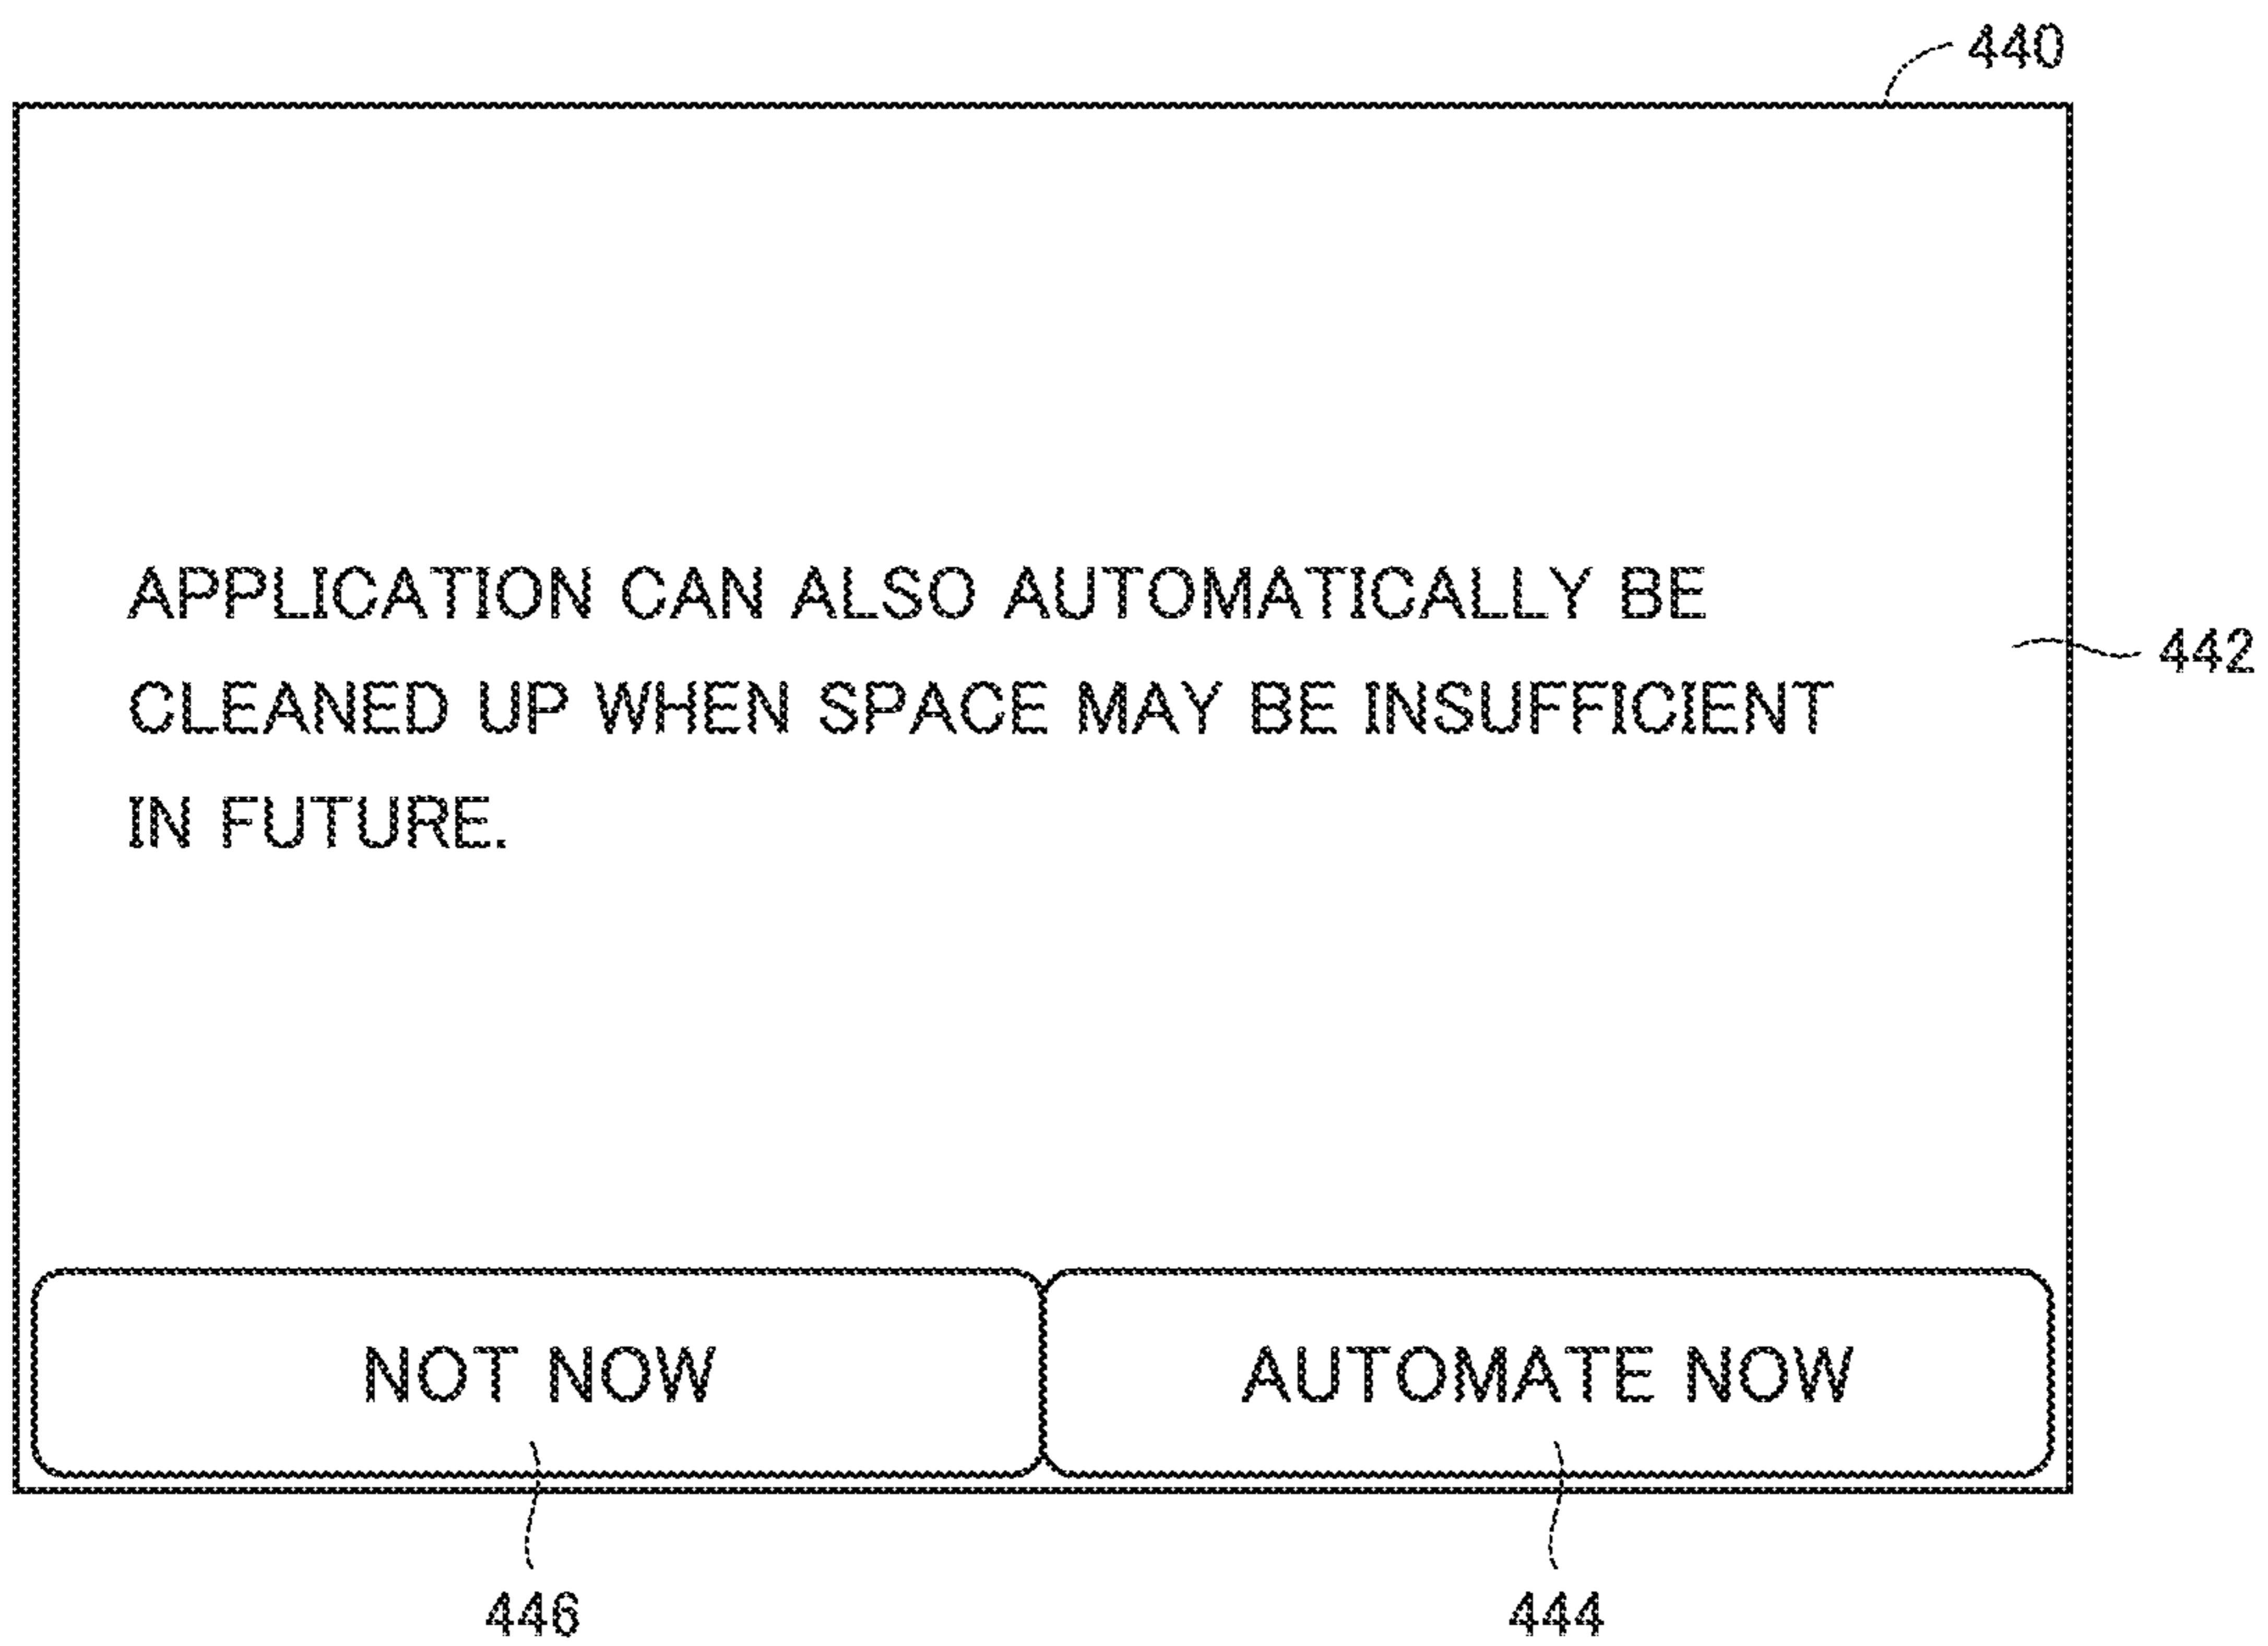 440
APPLICATION CAN ALSO AUTOMATICALLY BE
442
CLEANED UP WHEN SPACE MAY BE INSUFFICIENT
IN FUTURE.
NOT NOW
AUTOMATE NOW
446
444